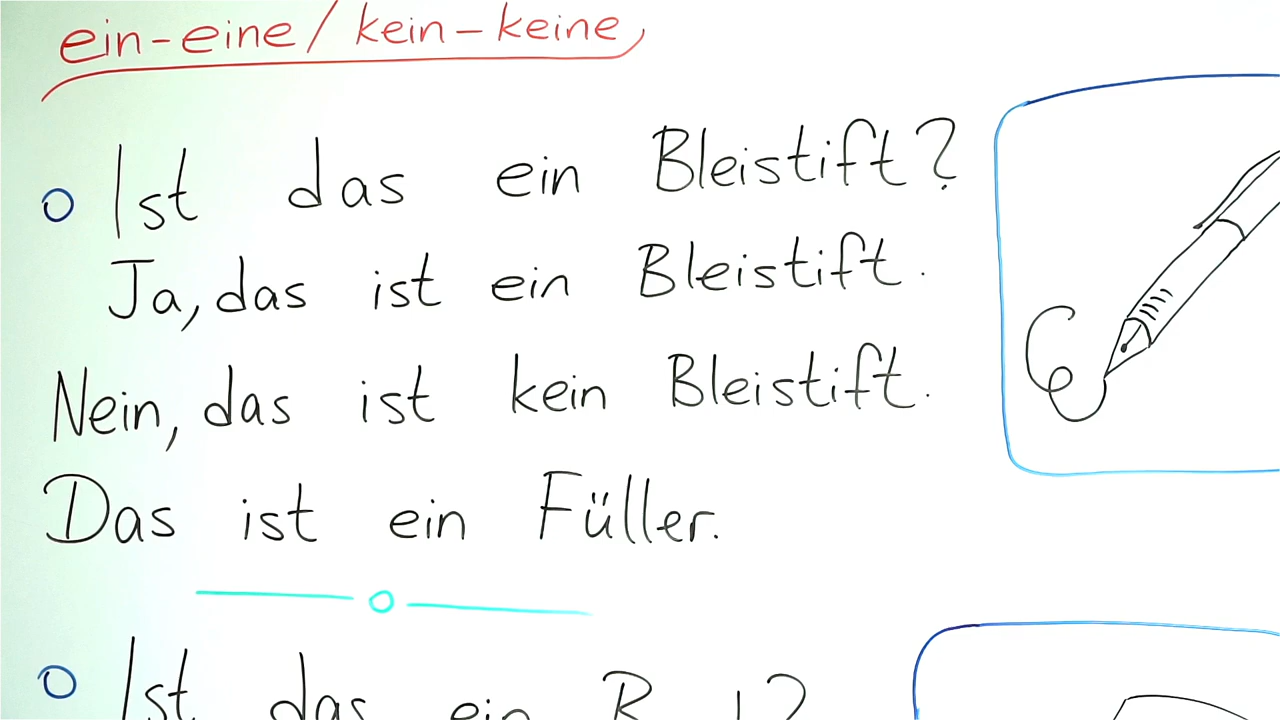 ein-eine/kein-keine
Ist das ein Bleistift?
Ja, das ist ein Bleistift.
Nein, das ist kein Bleistift.
Das ist ein Füller.
Ist das ein